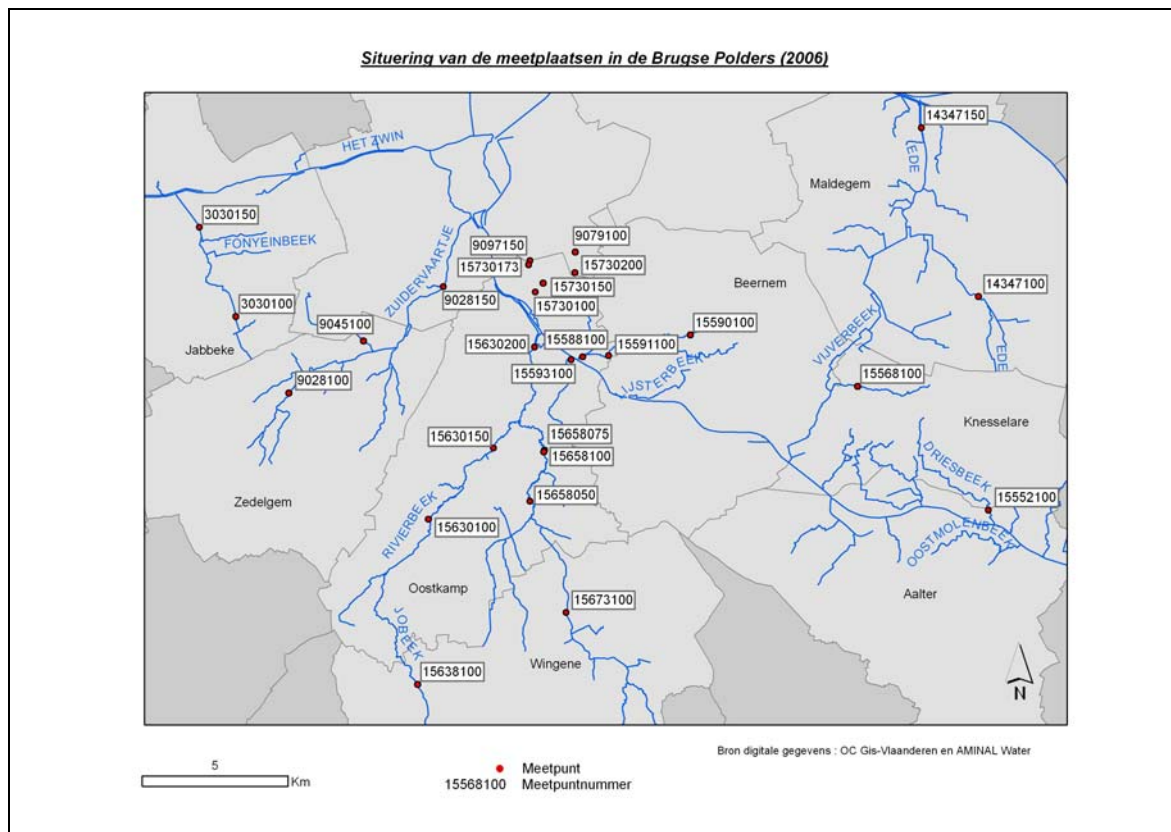 Situering van de meetplaatsen in de Brugse Polders (2006)
14347150
HET ZWIN
EDE
Maldegem
3030150
FONYEINBEEK
9097150
9079100
15730173
15730200
ZUIDERVAARTJE
Beernem
15730150
9028150
15730100
14347100
3030100
9045100
15588100
15590100
VIJVERBEEK
EDE
Jabbeke
15630200
15591100
15593100
IJSTERBEEK
9028100
15568100
Knesselare
15630150
15658075
15658100
DRIESBEEK
Zedelgem
15658050
15552100
RIVIERBEEK
15630100
OOSTMOLENBEEK
Oostkamp
Aalter
15673100
JOBEEK
Wingene
15638100
N
Bron digitale gegevens : OC Gis-Vlaanderen en AMINAL Water
5
Km
Meetpunt
15568100 Meetpuntnummer